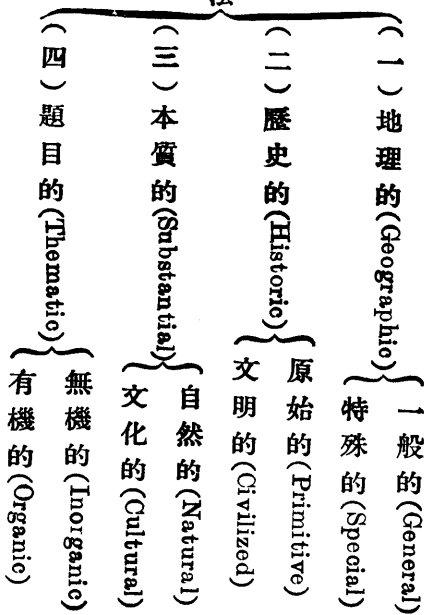 （一）地理的(Geographic)
一般的(General)
特殊的(Special)
（二）歷史的(Historic)
原始的(Primitive)
文明的(Civilized)
（三）本質的(Substantial)
自然的(Natural)
文化的(Cultural)
（四）題目的(Thematic)
無機的(Inorganic)
有機的(Organic)